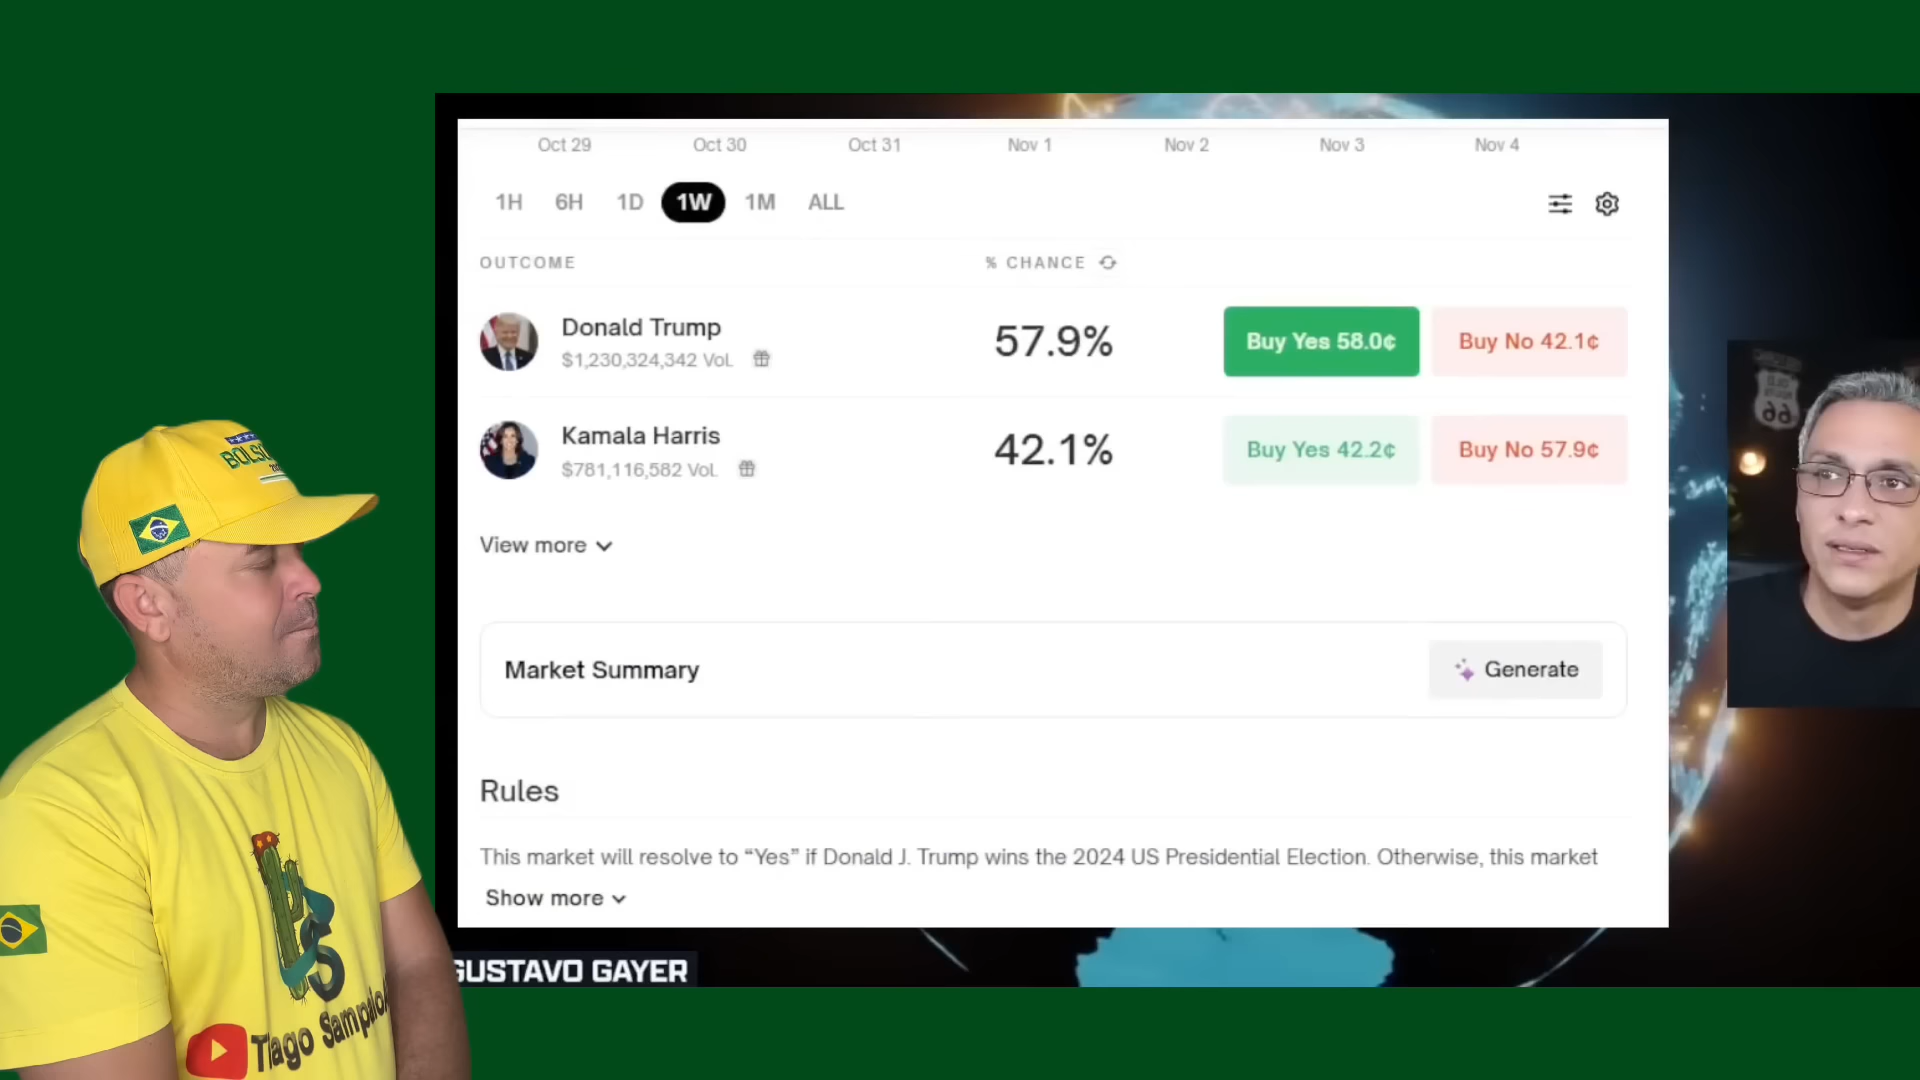 Oct 29 Oct 30 Oct 31 Nov 1 Nov 2 Nov 3 Nov 4
1H 6H 1D 1W 1M ALL
OUTCOME % CHANCE
Donald Trump
$1,230,324,342 Vol.
57.9%
Buy Yes 58.0¢
Buy No 42.1¢
Kamala Harris
$781,116,582 Vol.
42.1%
Buy Yes 42.2¢
Buy No 57.9¢
View more
Market Summary
Generate
Rules
This market will resolve to “Yes” if Donald J. Trump wins the 2024 US Presidential Election. Otherwise, this market
Show more
GUSTAVO GAYER
66
Tiago